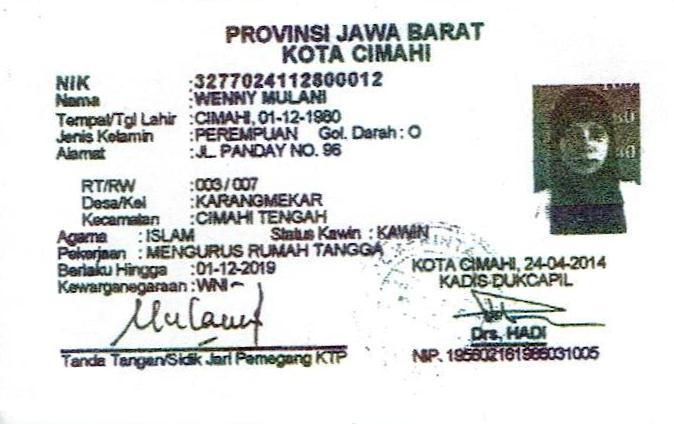 PROVINSI JAWA BARAT
KOTA CIMAHI
NIK :3277024112800012
Nama :WENNY MULANI
Tempat/Tgl Lahir :CIMAHI, 01-12-1980
Jenis Kelamin :PEREMPUAN Gol. Darah : O
Alamat :JL. PANDAY NO. 96
RT/RW :003/007
Desa/Kel :KARANGMEKAR
Kecamatan :CIMAHI TENGAH
Agama : ISLAM Status Kawin : KAWIN
Pekerjaan : MENGURUS RUMAH TANGGA
Berlaku Hingga :01-12-2019
Kewarganegaraan :WNI
KOTA CIMAHI, 24-04-2014
KADIS DUKCAPIL
Drs, HADI
Tanda Tangan/Sidik Jari Pemegang KTP
NIP. 195602161986031005